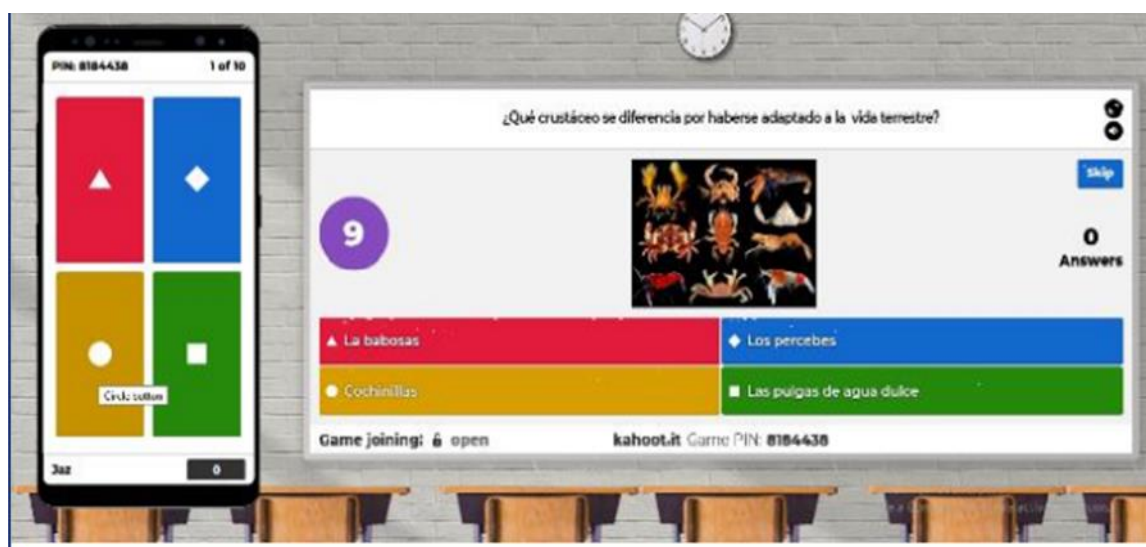 PIN: 8184438
1 of 10
Circle button
Jaz
0
¿Qué crustáceo se diferencia por haberse adaptado a la vida terrestre?
Skip
9
0
Answers
La babosas
Los percebes
Cochinillas
Las pulgas de agua dulce
Game joining: open
kahoot.it Game PIN: 8184438